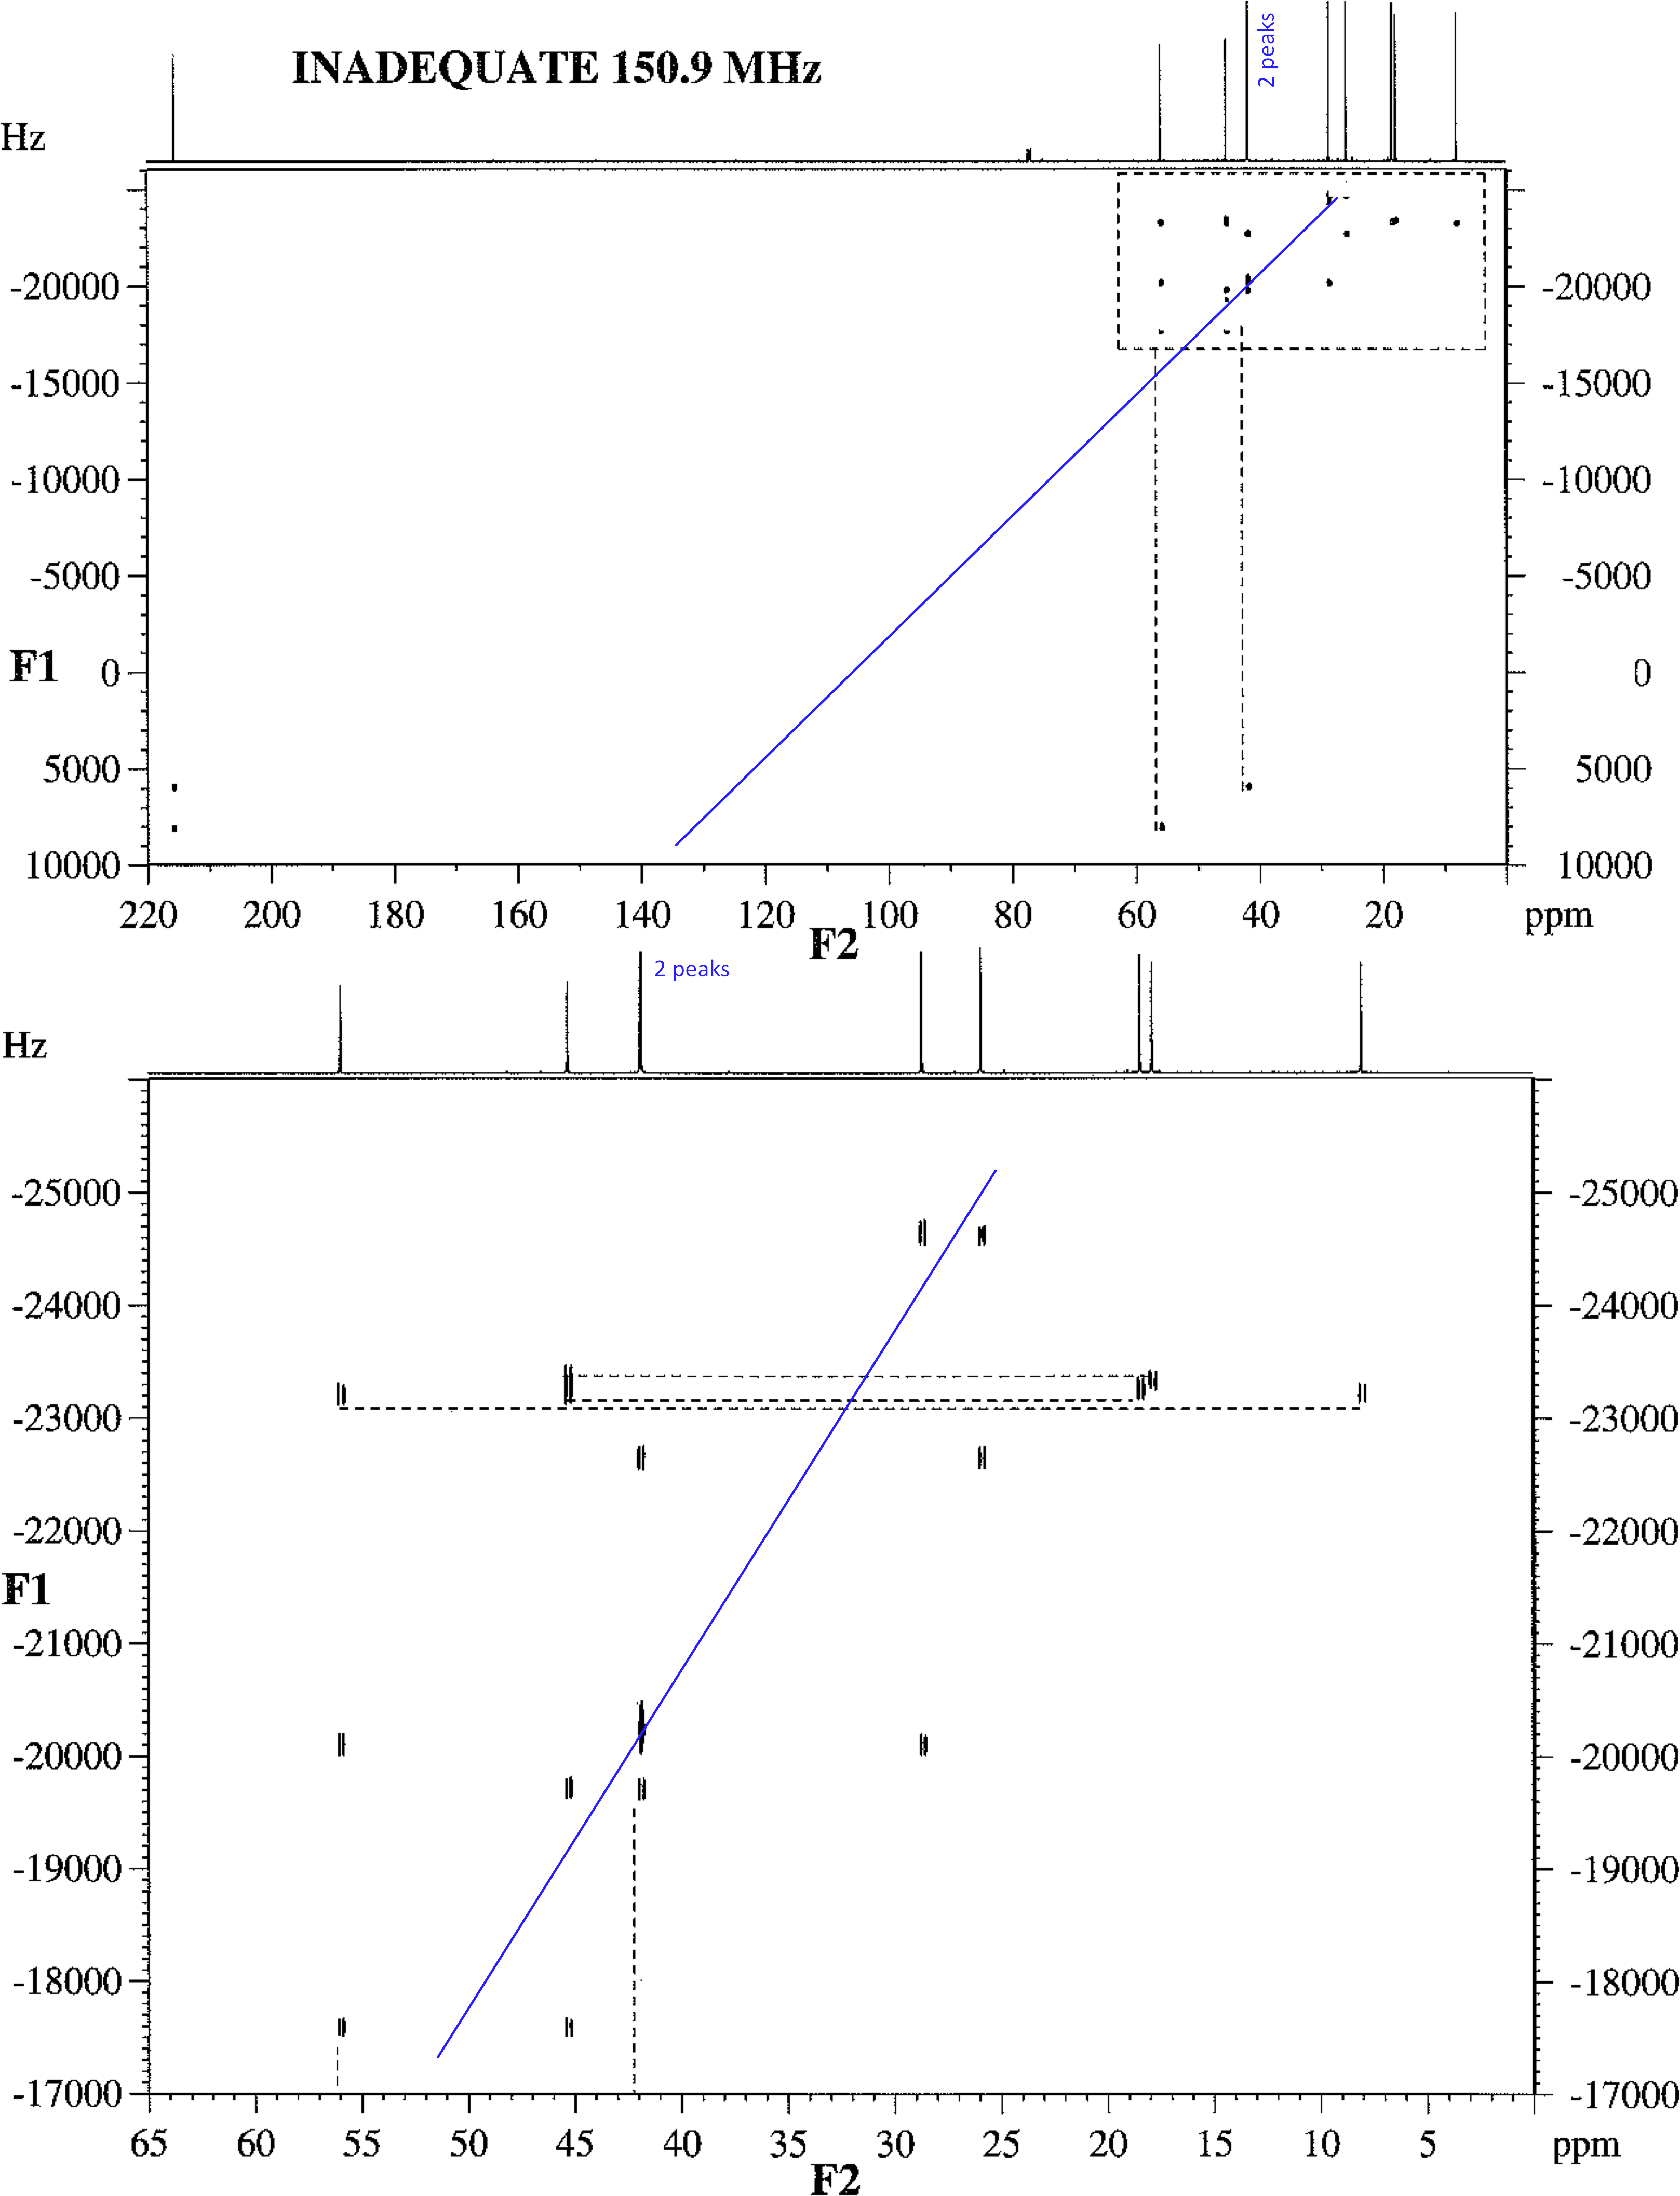 INADEQUATE 150.9 MHz
2 peaks
Hz
-20000 -20000
-15000 -15000
-10000 -10000
-5000 -5000
F1 0 0
5000 5000
10000 10000
220 200 180 160 140 120 100 80 60 40 20 ppm
F2
2 peaks
Hz
-25000 -25000
-24000 -24000
-23000 -23000
-22000 -22000
F1
-21000 -21000
-20000 -20000
-19000 -19000
-18000 -18000
-17000 -17000
65 60 55 50 45 40 35 30 25 20 15 10 5 ppm
F2